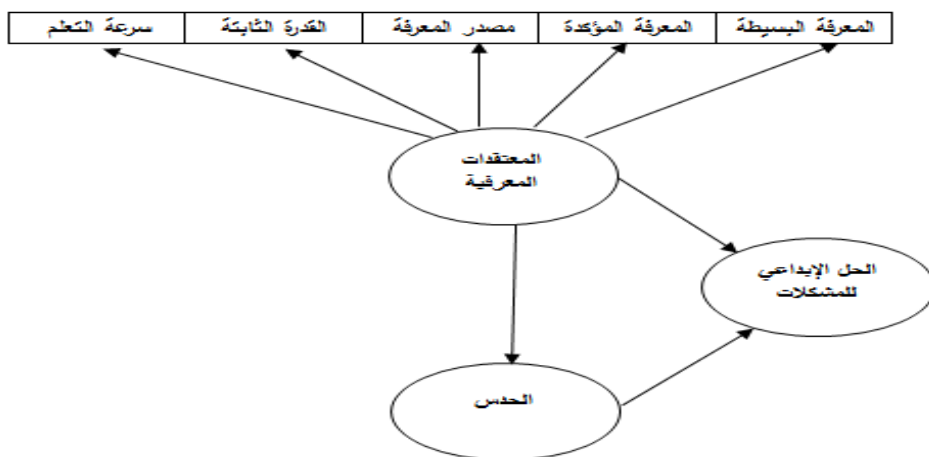 المعرفة البسيطة
المعرفة المؤكدة
مصدر المعرفة
القدرة الثابتة
سرعة التعلم
المعتقدات
المعرفية
الحل الإبداعي
للمشكلات
الحدس